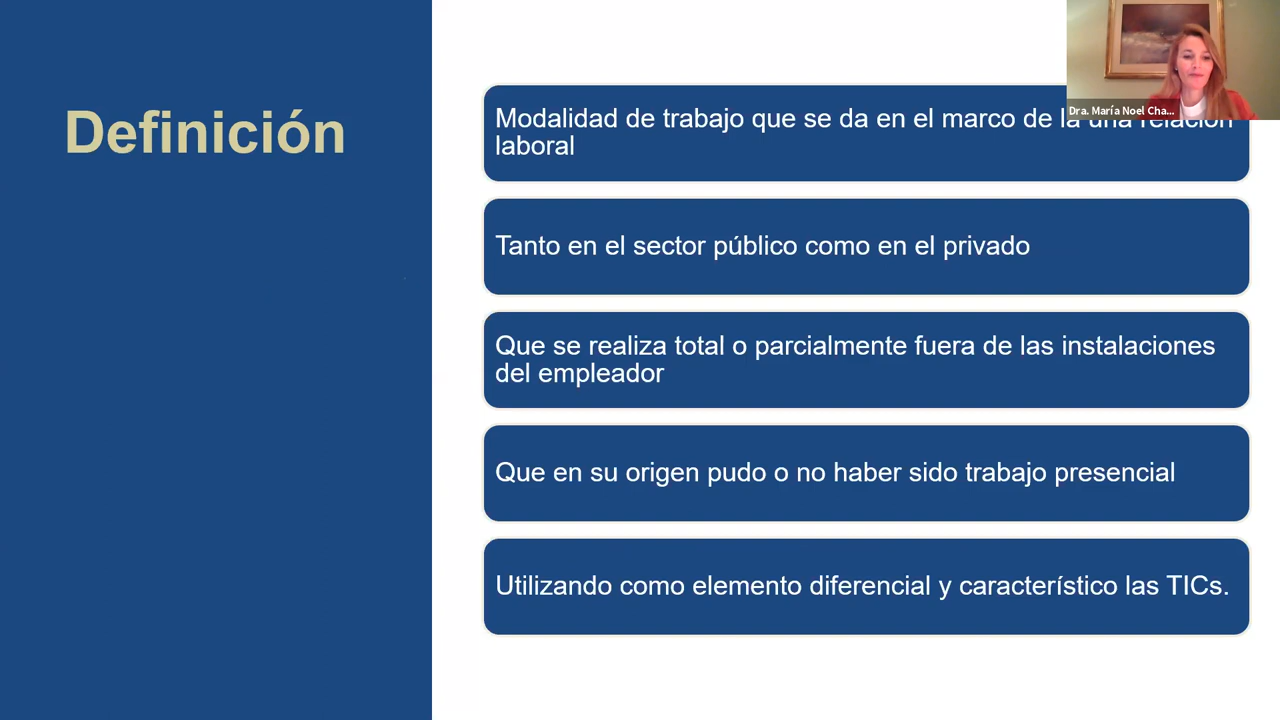 Definición
Dra. María Noel Cha...
Modalidad de trabajo que se da en el marco de la una relación
laboral
Tanto en el sector público como en el privado
Que se realiza total o parcialmente fuera de las instalaciones
del empleador
Que en su origen pudo o no haber sido trabajo presencial
Utilizando como elemento diferencial y característico las TICs.